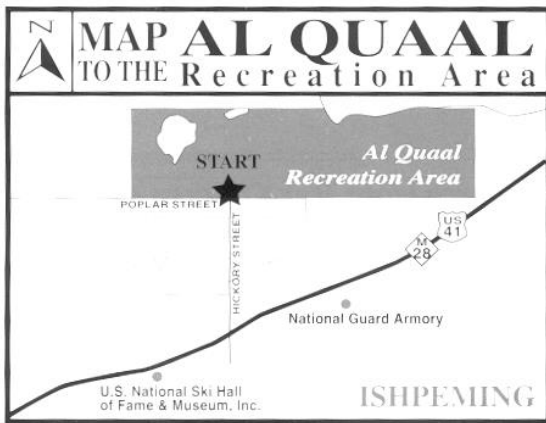 N
MAP
TO THE
AL QUAAL
Recreation Area
START
Al Quaal
Recreation Area
POPLAR STREET
HICKORY STREET
US
41
M
28
National Guard Armory
U.S. National Ski Hall
of Fame & Museum, Inc.
ISHPEMING